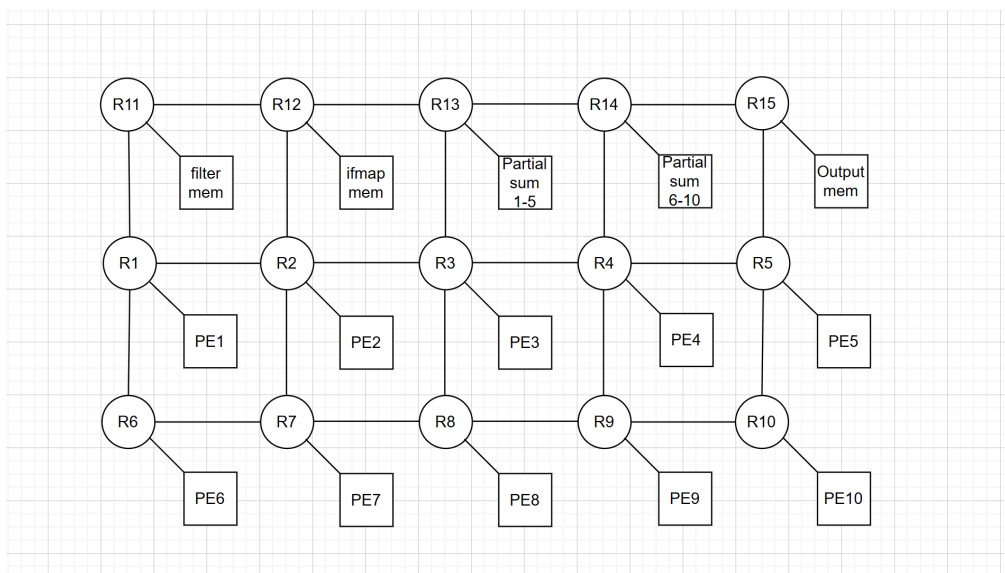 R11
R12
R13
R14
R15
filter
mem
ifmap
mem
Partial
sum
1-5
Partial
sum
6-10
Output
mem
R1
R2
R3
R4
R5
PE1
PE2
PE3
PE4
PE5
R6
R7
R8
R9
R10
PE6
PE7
PE8
PE9
PE10